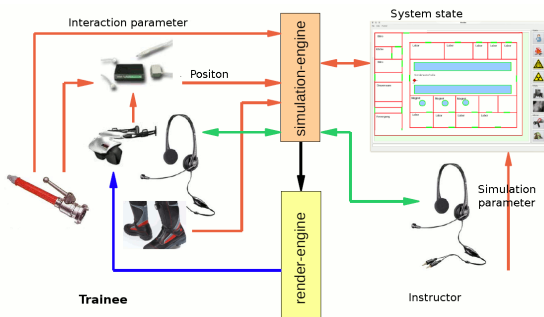 System state
Interaction parameter
simulation-engine
Positon
Simulation
parameter
render-engine
Trainee
Instructor